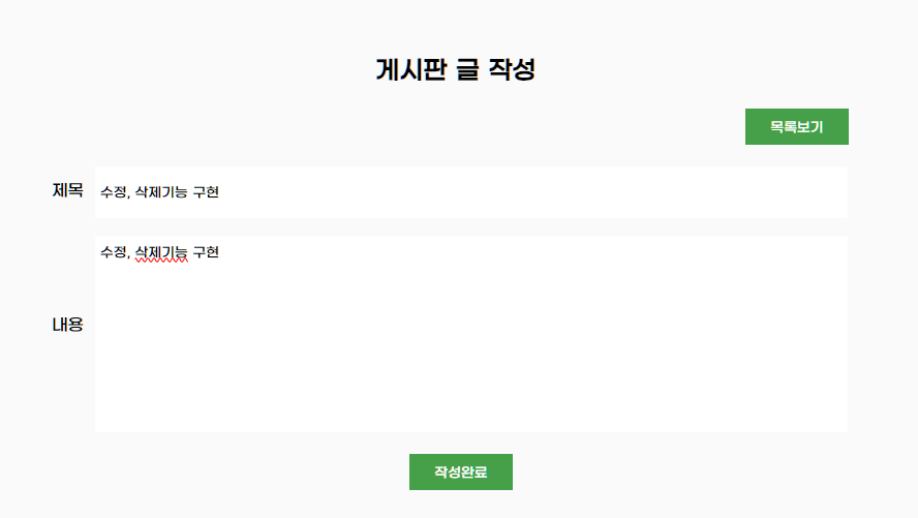 게시판 글 작성
목록보기
제목
수정, 삭제기능 구현
수정, 삭제기능 구현
내용
작성완료